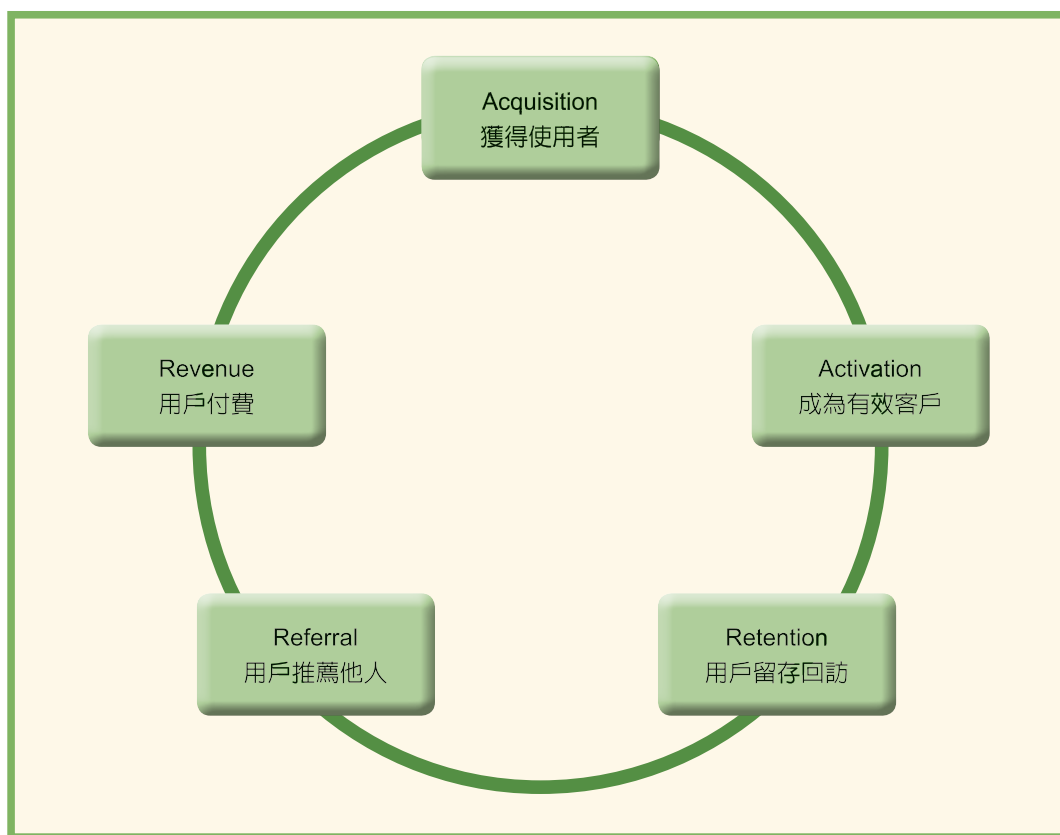 Acquisition
獲得使用者
Activation
成為有效客戶
Retention
用戶留存回訪
Referral
用戶推薦他人
Revenue
用戶付費